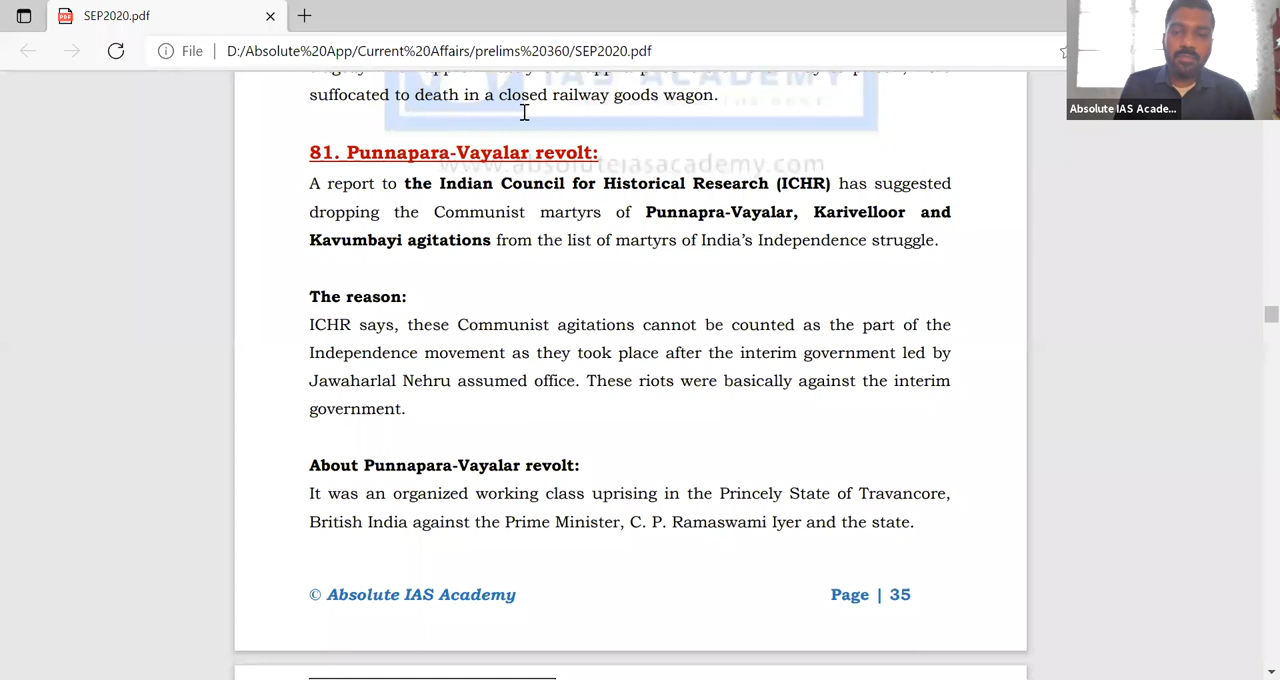 SEP2020.pdf
File D:/Absolute%20App/Current%20Affairs/prelims%20360/SEP2020.pdf
Absolute IAS Acade...
IAS ACADEMY
suffocated to death in a closed railway goods wagon.
81. Punnapara-Vayalar revolt:
www.absoluteiasacademy.com
A report to the Indian Council for Historical Research (ICHR) has suggested
dropping the Communist martyrs of Punnapra-Vayalar, Karivelloor and
Kavumbayi agitations from the list of martyrs of India's Independence struggle.
The reason:
ICHR says, these Communist agitations cannot be counted as the part of the
Independence movement as they took place after the interim government led by
Jawaharlal Nehru assumed office. These riots were basically against the interim
government.
About Punnapara-Vayalar revolt:
It was an organized working class uprising in the Princely State of Travancore,
British India against the Prime Minister, C. P. Ramaswami Iyer and the state.
© Absolute IAS Academy Page | 35